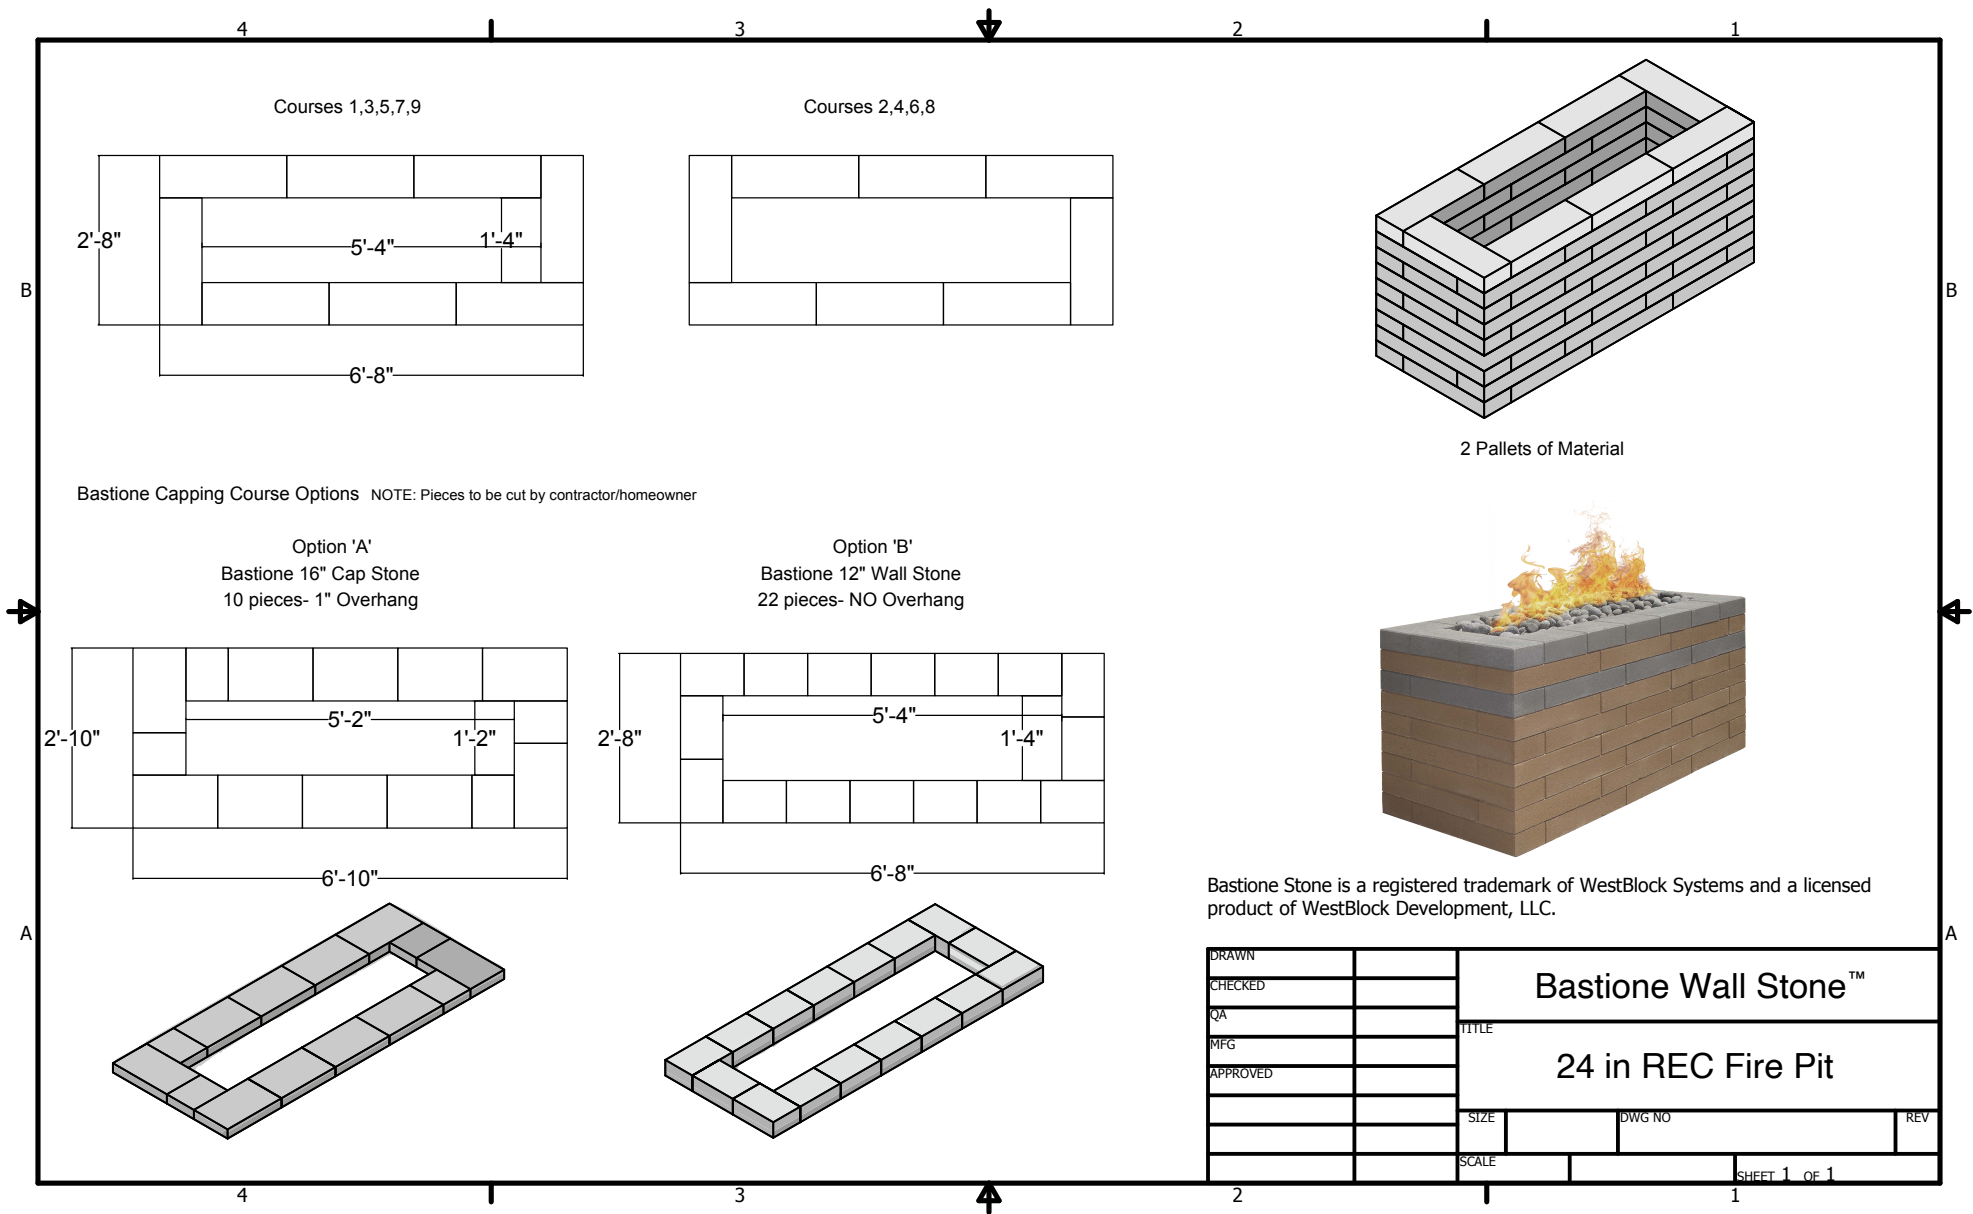 4 3 2 1
Courses 1,3,5,7,9
Courses 2,4,6,8
2'-8"
5'-4"
1'-4"
6'-8"
B
B
2 Pallets of Material
Bastione Capping Course Options NOTE: Pieces to be cut by contractor/homeowner
Option 'A'
Bastione 16" Cap Stone
10 pieces- 1" Overhang
Option 'B'
Bastione 12" Wall Stone
22 pieces- NO Overhang
2'-10"
5'-2"
1'-2"
6'-10"
2'-8"
5'-4"
1'-4"
6'-8"
Bastione Stone is a registered trademark of WestBlock Systems and a licensed
product of WestBlock Development, LLC.
A
A
DRAWN
CHECKED
QA
MFG
APPROVED
Bastione Wall Stone™
TITLE
24 in REC Fire Pit
SIZE
DWG NO
REV
SCALE
SHEET 1 OF 1
4 3 2 1